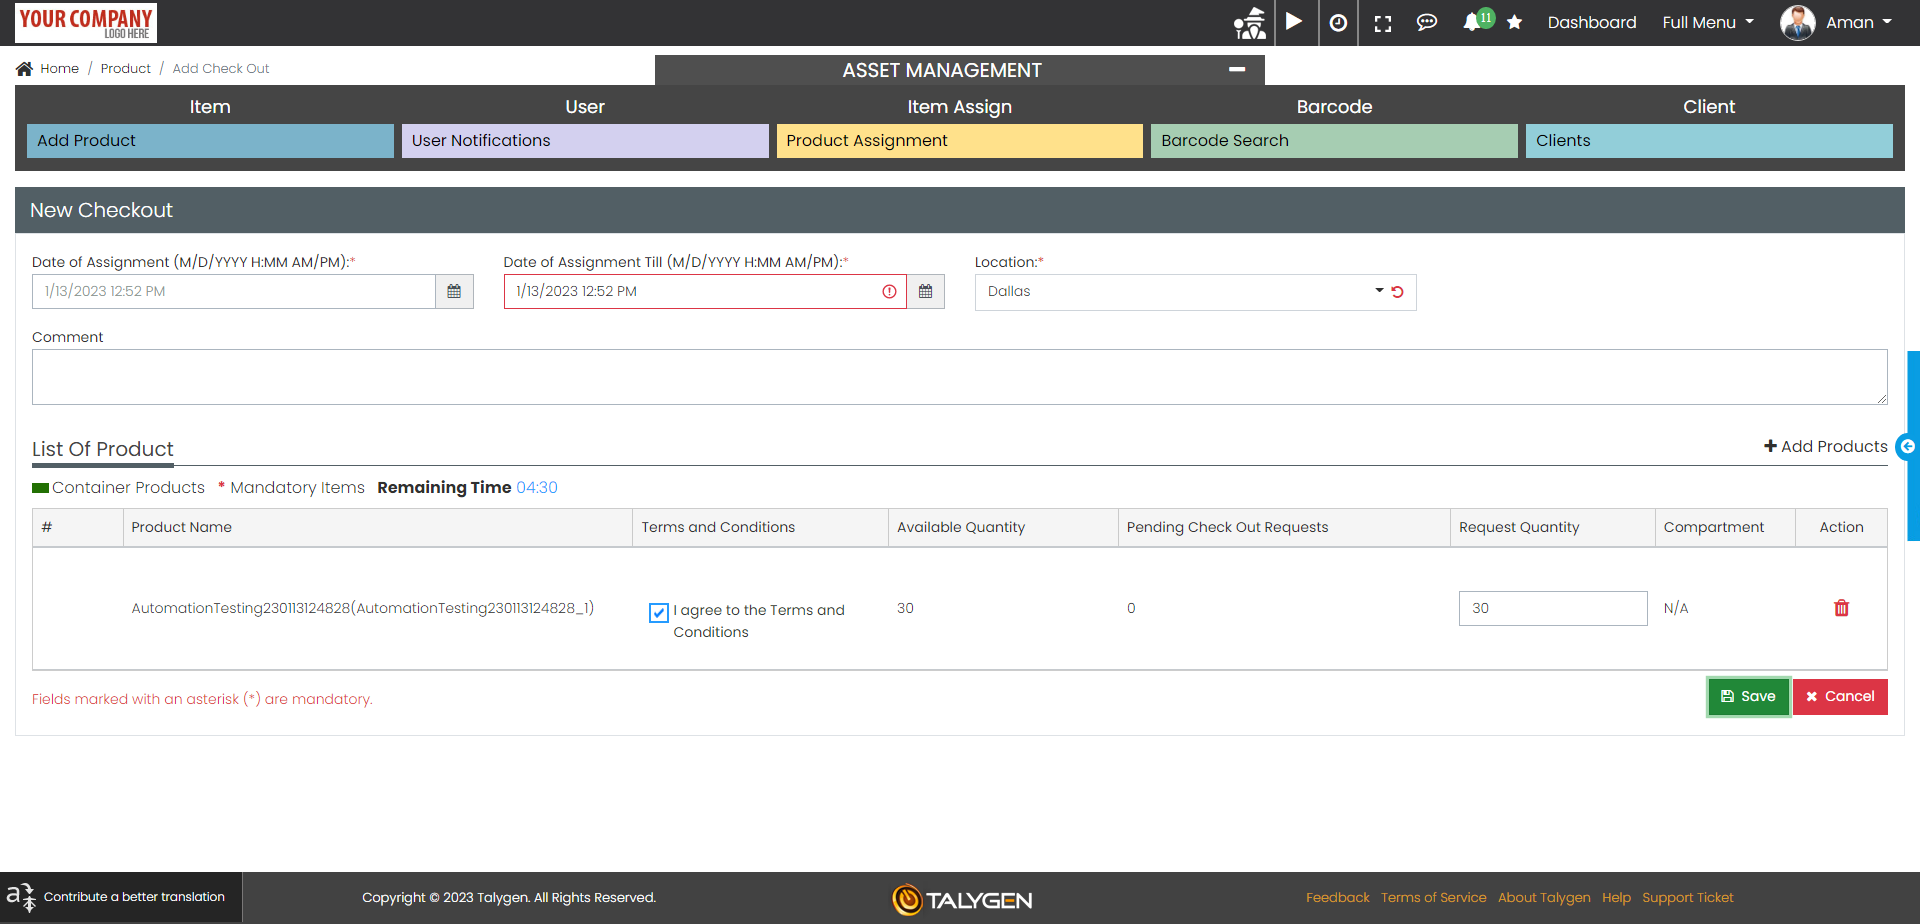 YOUR COMPANY
LOGO HERE
11
Dashboard
Full Menu
Aman
Home / Product / Add Check Out
ASSET MANAGEMENT
Item
User
Item Assign
Barcode
Client
Add Product
User Notifications
Product Assignment
Barcode Search
Clients
New Checkout
Date of Assignment (M/D/YYYY H:MM AM/PM):*
Date of Assignment Till (M/D/YYYY H:MM AM/PM):*
Location:*
1/13/2023 12:52 PM
1/13/2023 12:52 PM
Dallas
Comment
List Of Product
Add Products
Container Products * Mandatory Items Remaining Time 04:30
#
Product Name
Terms and Conditions
Available Quantity
Pending Check Out Requests
Request Quantity
Compartment
Action
AutomationTesting230113124828(AutomationTesting230113124828_1)
I agree to the Terms and
Conditions
30
0
30
N/A
Fields marked with an asterisk (*) are mandatory.
Save
Cancel
Contribute a better translation
Copyright © 2023 Talygen. All Rights Reserved.
TALYGEN
Feedback
Terms of Service
About Talygen
Help
Support Ticket